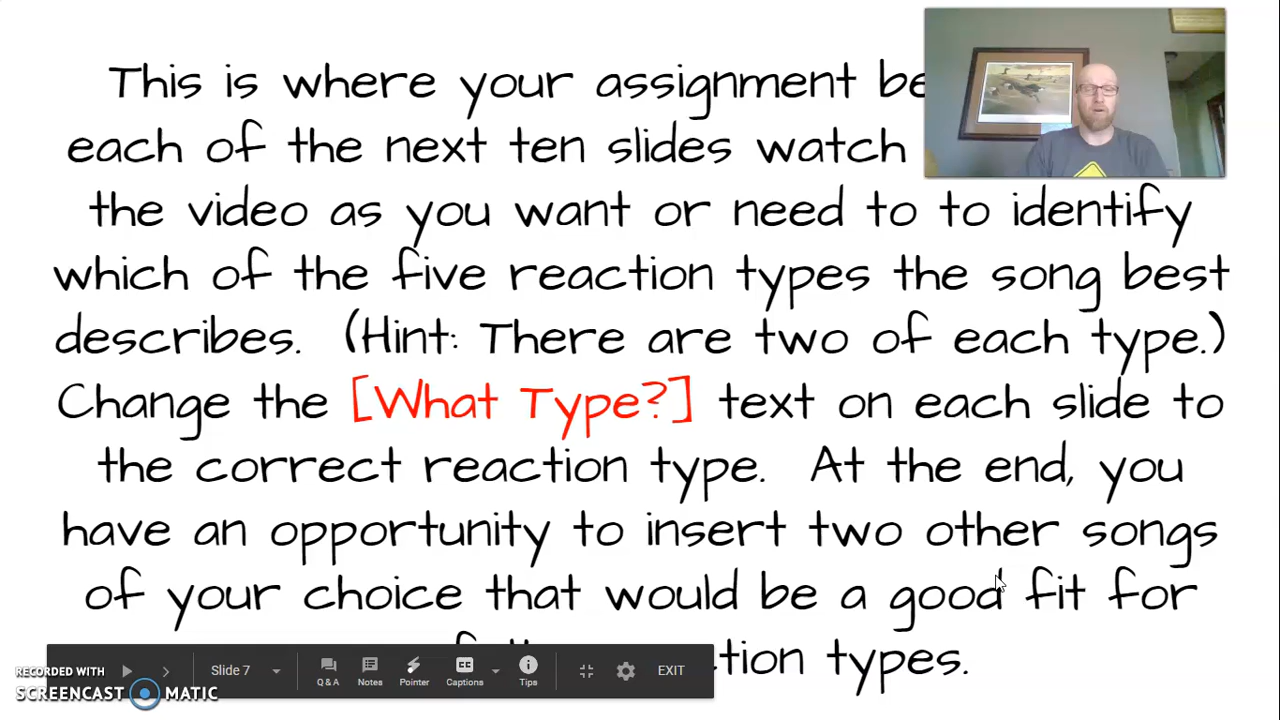 This is where your assignment
each of the next ten slides watch
the video as you want or need to to identify
which of the five reaction types the song best
describes. (Hint: There are two of each type.)
Change the [What Type?] text on each slide to
the correct reaction type. At the end, you
have an opportunity to insert two other songs
of your choice that would be a good fit for
types.
RECORDED WITH
SCREENCAST MATIC
Slide 7
Q&A
Notes
Pointer
CC
Captions
Tips
EXIT